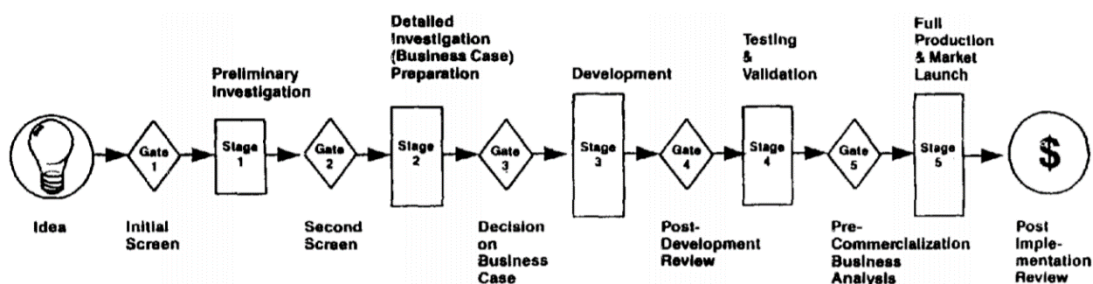 Preliminary
Investigation
Detailed
Investigation
(Business Case)
Preparation
Development
Testing
&
Validation
Full
Production
& Market
Launch
Gate
1
Stage
1
Gate
2
Stage
2
Gate
3
Stage
3
Gate
4
Stage
4
Gate
5
Stage
5
$
Idea
Initial
Screen
Second
Screen
Decision
on
Business
Case
Post-
Development
Review
Pre-
Commercialization
Business
Analysis
Post
Imple-
mentation
Review